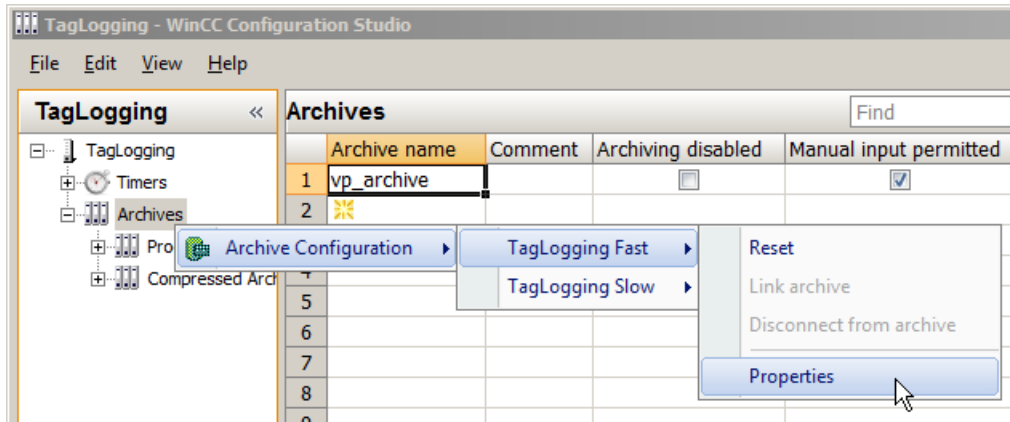 TagLogging - WinCC Configuration Studio
File Edit View Help
TagLogging « Archives Find
Archive name Comment Archiving disabled Manual input permitted
TagLogging
Timers
Archives
Compressed Arch
1 vp_archive
2
5
6
7
8
Archive Configuration
TagLogging Fast
TagLogging Slow
Reset
Link archive
Disconnect from archive
Properties